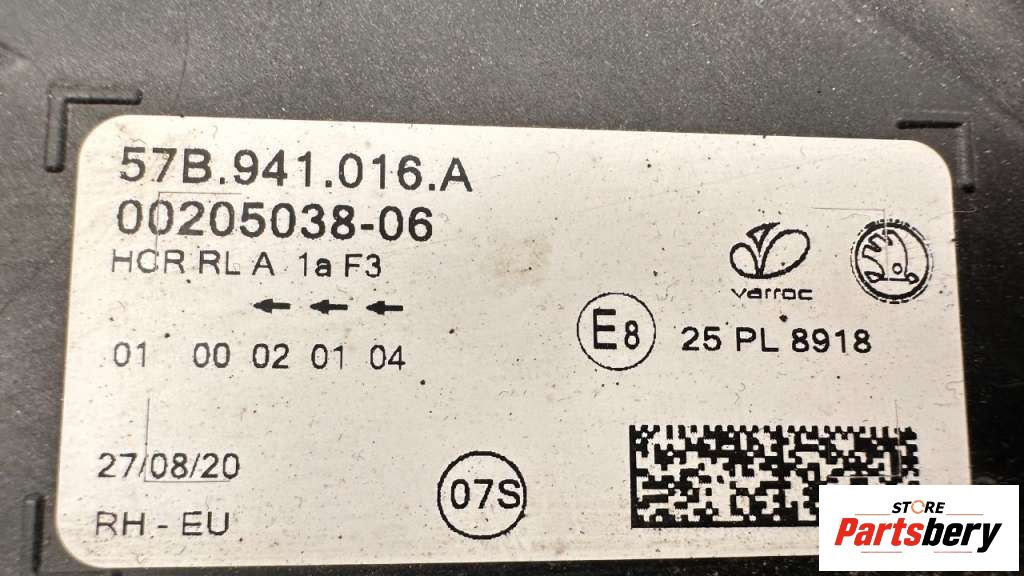 57B.941.016.A
00205038-06
HCR RL A 1a F3
01 00 02 01 04
varroc
E8
25 PL 8918
27/08/20
07S
RH - EU
STORE
Partsbery